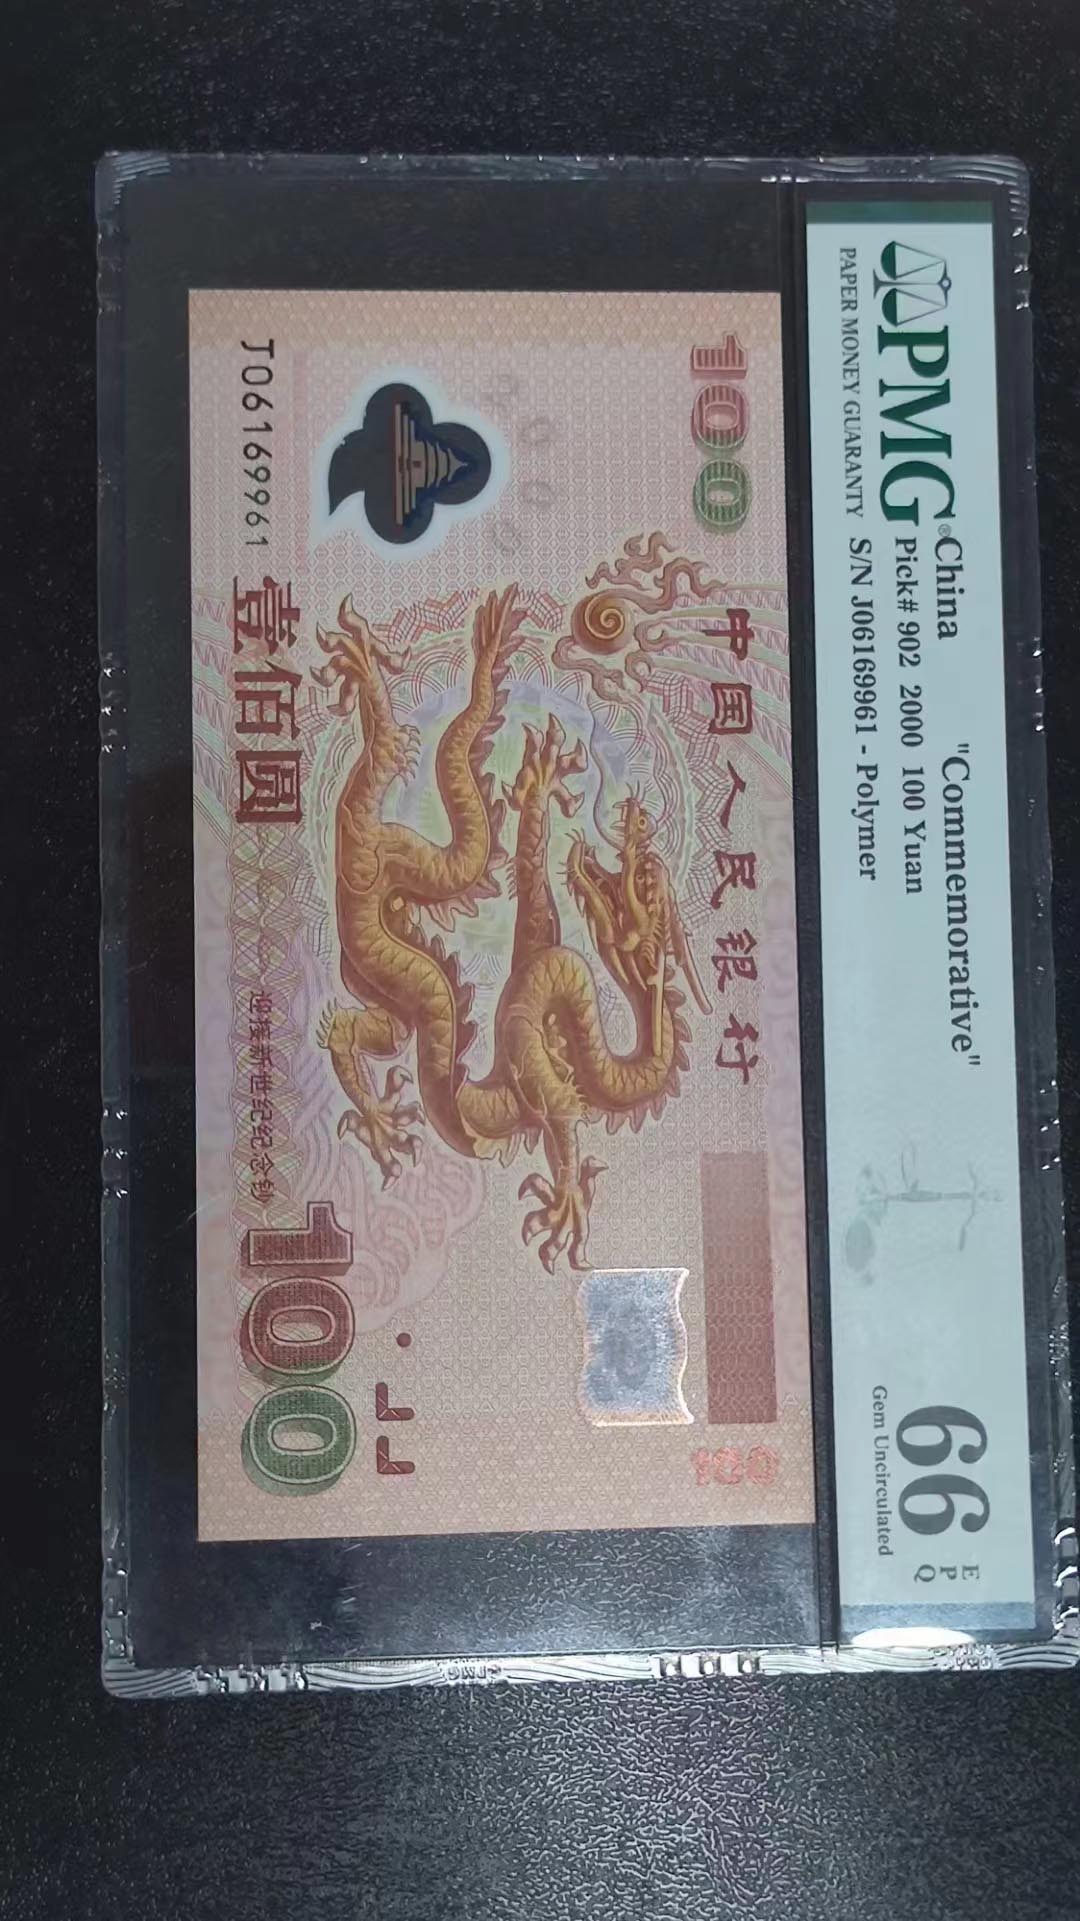 PMG
PAPER MONEY GUARANTY
China
"Commemorative"
Pick# 902 2000 100 Yuan
S/N J06169961 - Polymer
66
EPQ
Gem Uncirculated
100
中国人民银行
J06169961
壹佰圆
迎接新世纪纪念钞
100